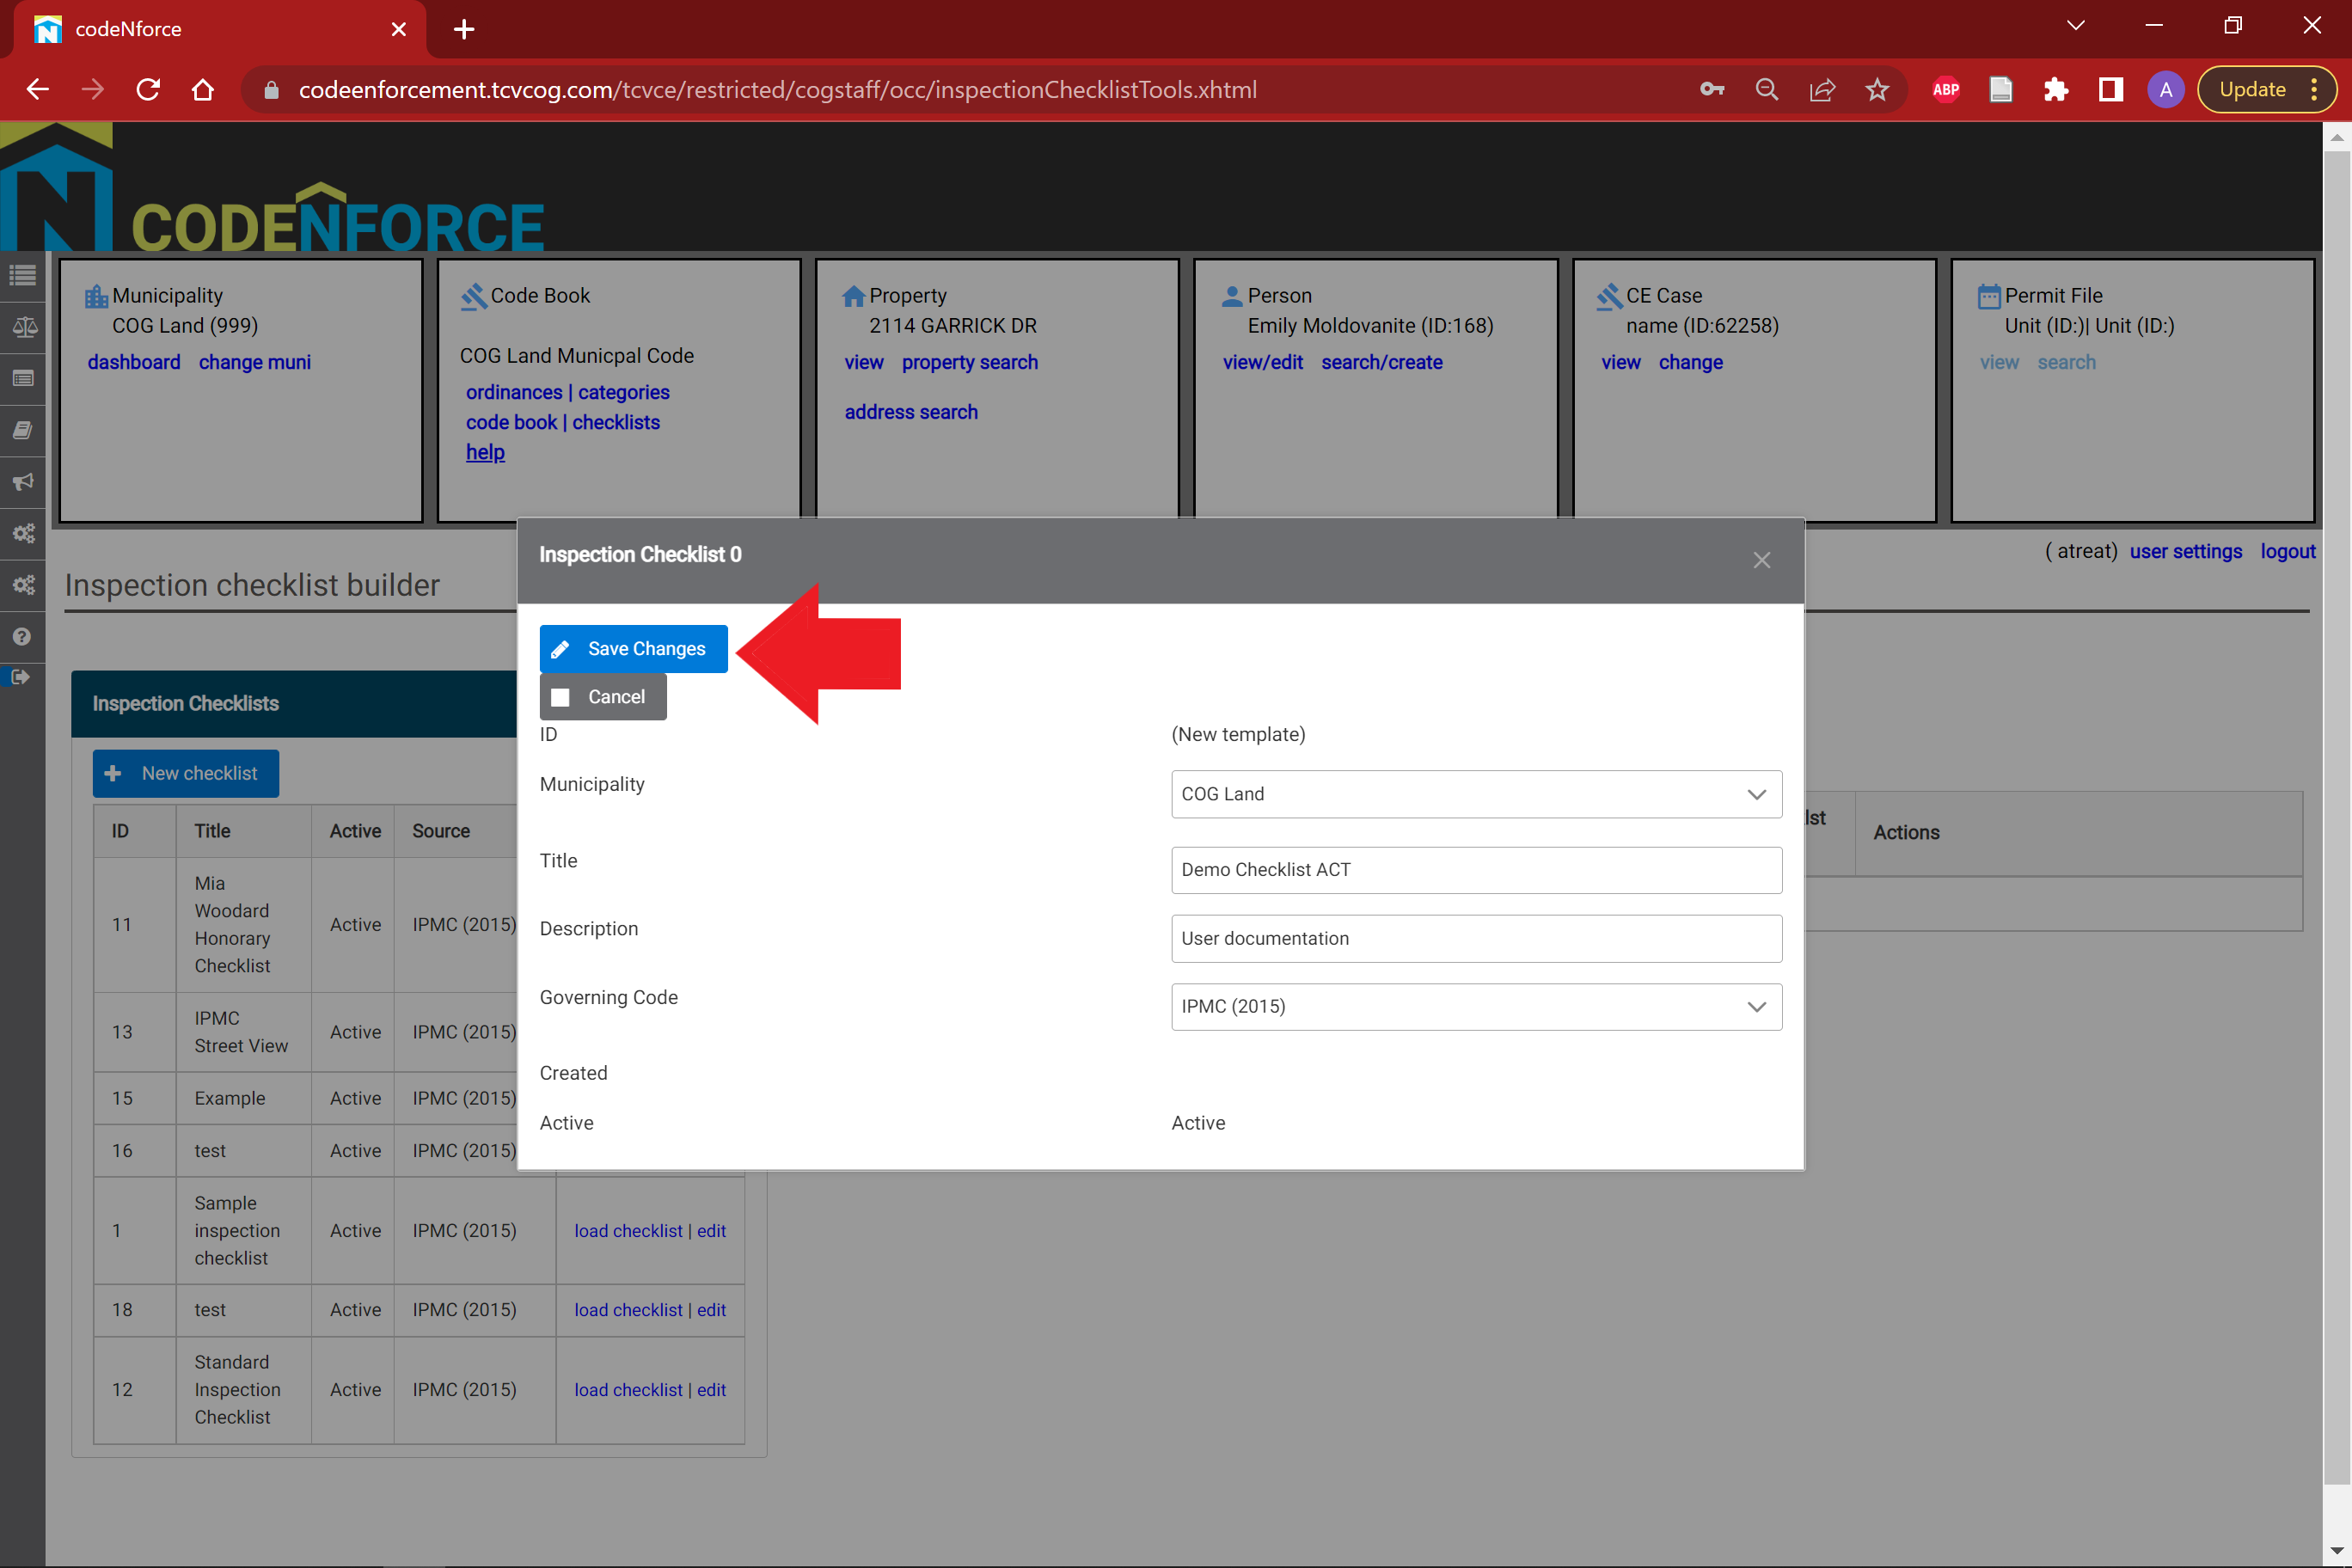 codeNforce
codeenforcement.tcvcog.com/tcvce/restricted/cogstaff/occ/inspectionChecklistTools.xhtml
ABP
A
Update
N
CODENFORCE
Municipality
COG Land (999)
dashboard change muni
Code Book
COG Land Municpal Code
ordinances | categories
code book | checklists
help
Property
2114 GARRICK DR
view property search
address search
Person
Emily Moldovanite (ID:168)
view/edit search/create
CE Case
name (ID:62258)
view change
Permit File
Unit (ID:)| Unit (ID:)
view search
( atreat) user settings logout
Inspection checklist builder
Inspection Checklist 0
Save Changes
Cancel
ID (New template)
Municipality COG Land
Title Demo Checklist ACT
Description User documentation
Governing Code IPMC (2015)
Created
Active Active
Inspection Checklists
New checklist
ID Title Active Source
11 Mia Woodard Honorary Checklist Active IPMC (2015)
13 IPMC Street View Active IPMC (2015)
15 Example Active IPMC (2015)
16 test Active IPMC (2015)
1 Sample inspection checklist Active IPMC (2015) load checklist | edit
18 test Active IPMC (2015) load checklist | edit
12 Standard Inspection Checklist Active IPMC (2015) load checklist | edit
Actions